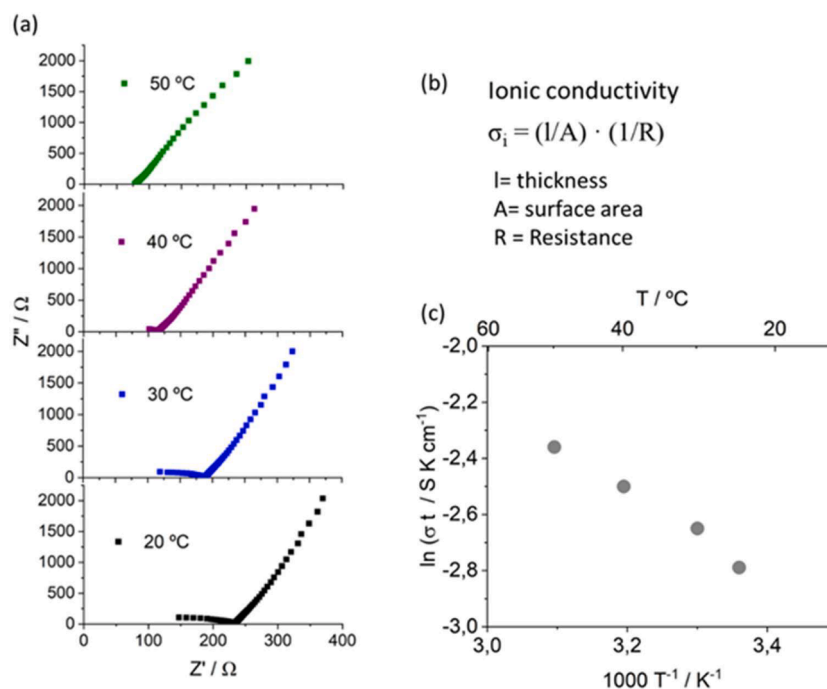 (a)
2000
1500
1000
500
0
50 ºC
2000
1500
1000
500
0
40 ºC
2000
1500
1000
500
0
30 ºC
2000
1500
1000
500
0
20 ºC
Z'' / Ω
0 100 200 300 400
Z' / Ω
(b) Ionic conductivity
σi = (l/A) · (1/R)
l= thickness
A= surface area
R = Resistance
(c)
T / ºC
60 40 20
-2,0
-2,2
-2,4
-2,6
-2,8
-3,0
ln (σ t / S K cm⁻¹)
3,0 3,2 3,4
1000 T⁻¹ / K⁻¹